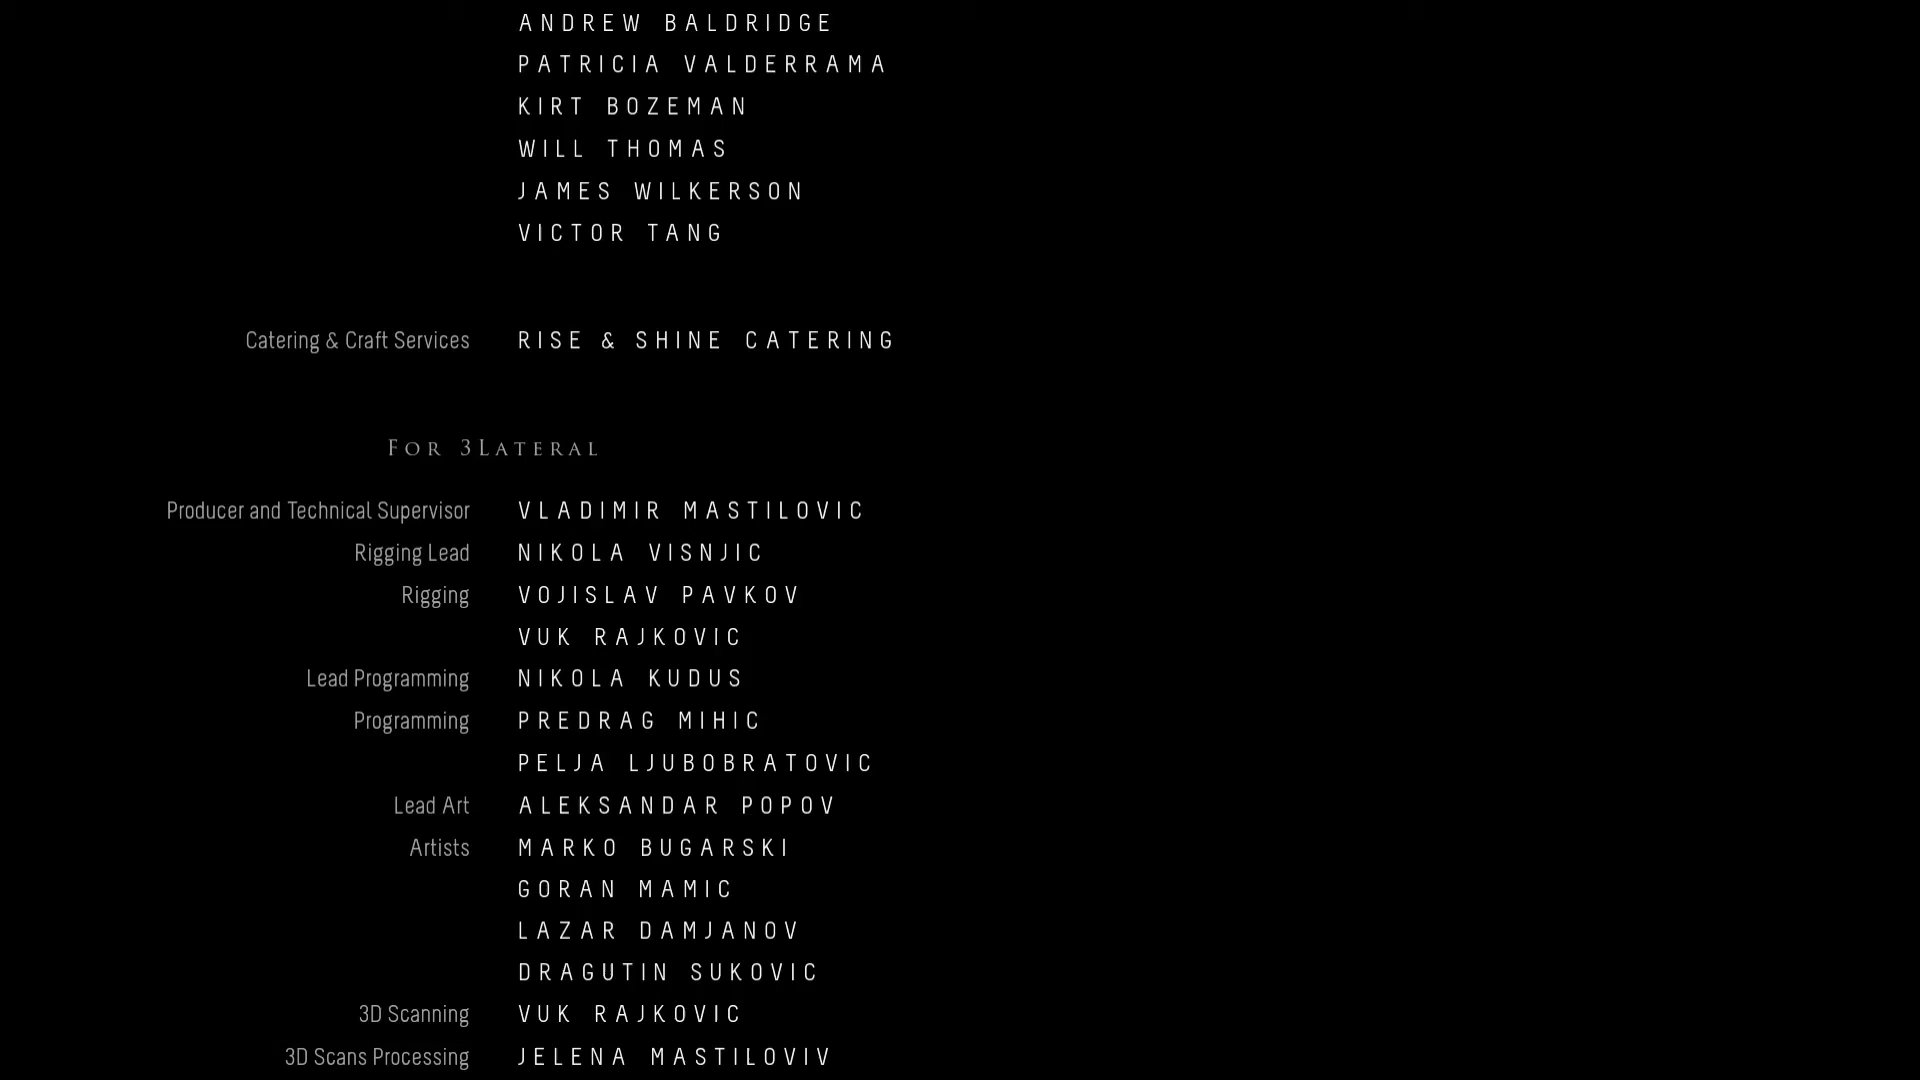 ANDREW BALDRIDGE
PATRICIA VALDERRAMA
KIRT BOZEMAN
WILL THOMAS
JAMES WILKERSON
VICTOR TANG
Catering & Craft Services RISE & SHINE CATERING
FOR 3LATERAL
Producer and Technical Supervisor VLADIMIR MASTILOVIC
Rigging Lead NIKOLA VISNJIC
Rigging VOJISLAV PAVKOV
VUK RAJKOVIC
Lead Programming NIKOLA KUDUS
Programming PREDRAG MIHIC
PELJA LJUBOBRATOVIC
Lead Art ALEKSANDAR POPOV
Artists MARKO BUGARSKI
GORAN MAMIC
LAZAR DAMJANOV
DRAGUTIN SUKOVIC
3D Scanning VUK RAJKOVIC
3D Scans Processing JELENA MASTILOVIV